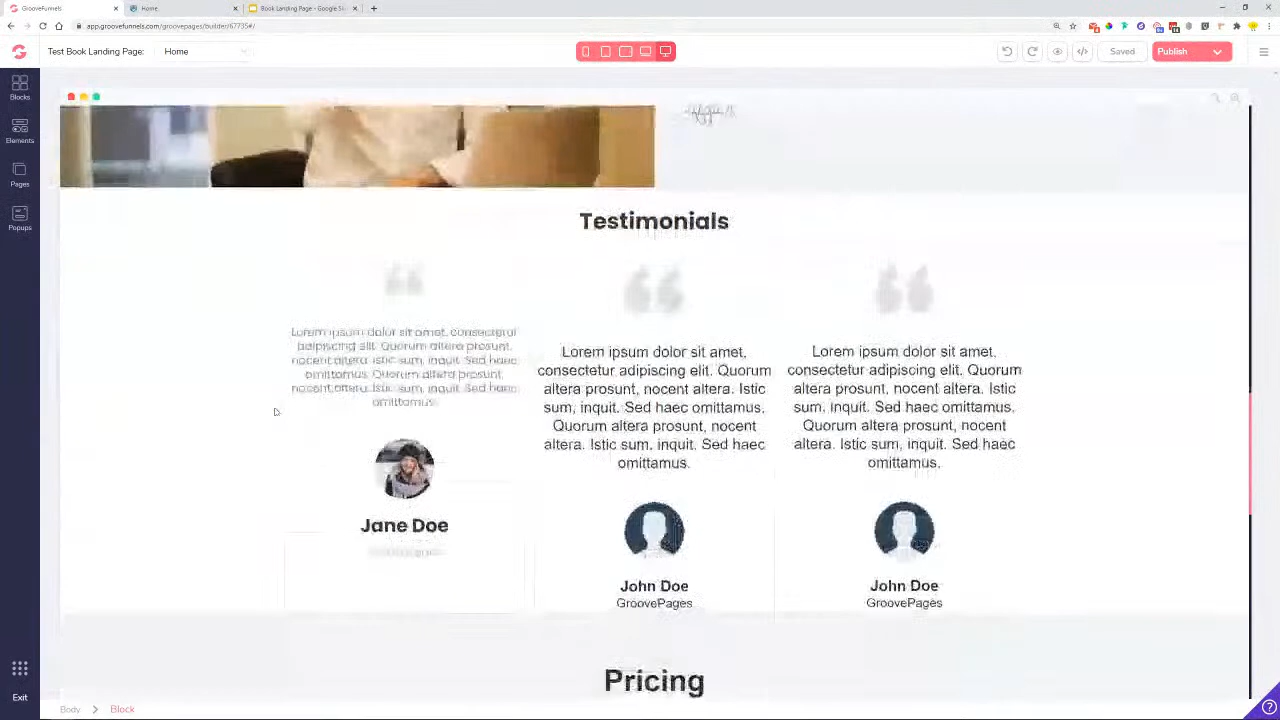 GrooveFunnels
Home
Book Landing Page - Google Sli
app.groovefunnels.com/groovepages/builder/67735#/
Test Book Landing Page:
Home
Saved
Publish
Blocks
Elements
Pages
Popups
Exit
Testimonials
Lorem ipsum dolor sit amet, consectetur
adipiscing elit. Quorum altera prosunt,
nocent altera. Istic sum, inquit. Sed haec
omittamus. Quorum altera prosunt,
nocent altera. Istic sum, inquit. Sed haec
omittamus.
Jane Doe
Lorem ipsum dolor sit amet,
consectetur adipiscing elit. Quorum
altera prosunt, nocent altera. Istic
sum, inquit. Sed haec omittamus.
Quorum altera prosunt, nocent
altera. Istic sum, inquit. Sed haec
omittamus.
John Doe
GroovePages
Lorem ipsum dolor sit amet,
consectetur adipiscing elit. Quorum
altera prosunt, nocent altera. Istic
sum, inquit. Sed haec omittamus.
Quorum altera prosunt, nocent
altera. Istic sum, inquit. Sed haec
omittamus.
John Doe
GroovePages
Pricing
Body
Block